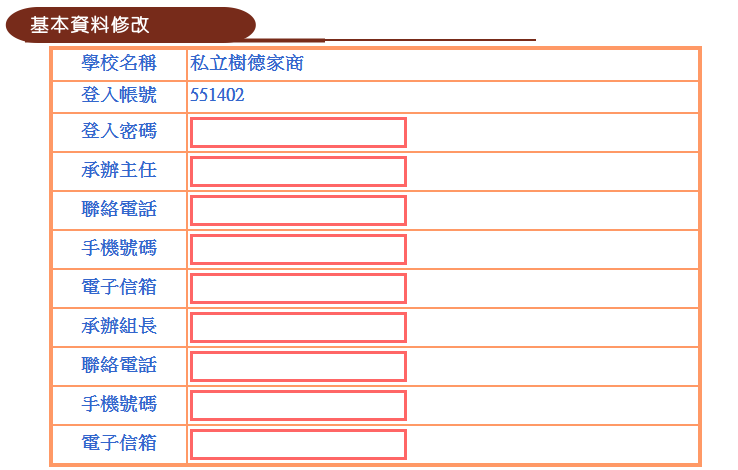 基本資料修改
學校名稱 私立樹德家商
登入帳號 551402
登入密碼
承辦主任
聯絡電話
手機號碼
電子信箱
承辦組長
聯絡電話
手機號碼
電子信箱